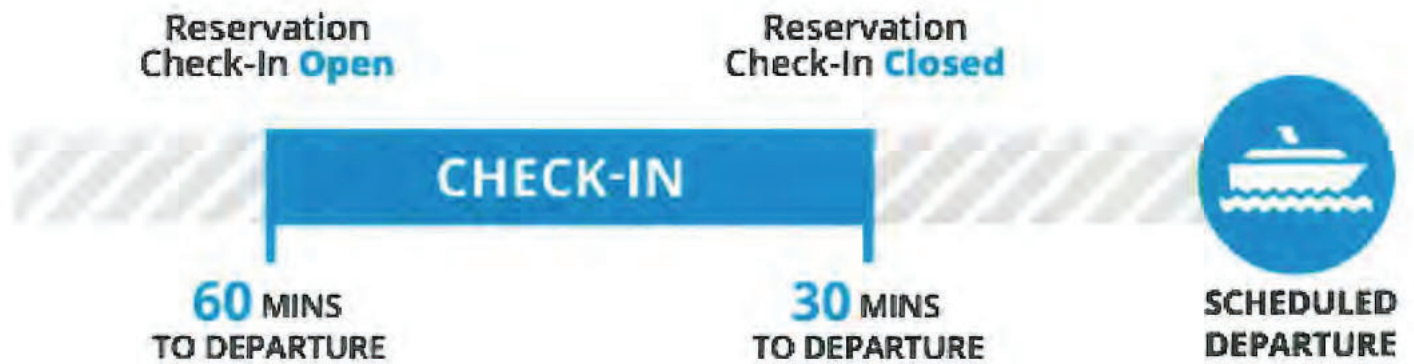 Reservation
Check-In Open
Reservation
Check-In Closed
CHECK-IN
60 MINS
TO DEPARTURE
30 MINS
TO DEPARTURE
SCHEDULED
DEPARTURE